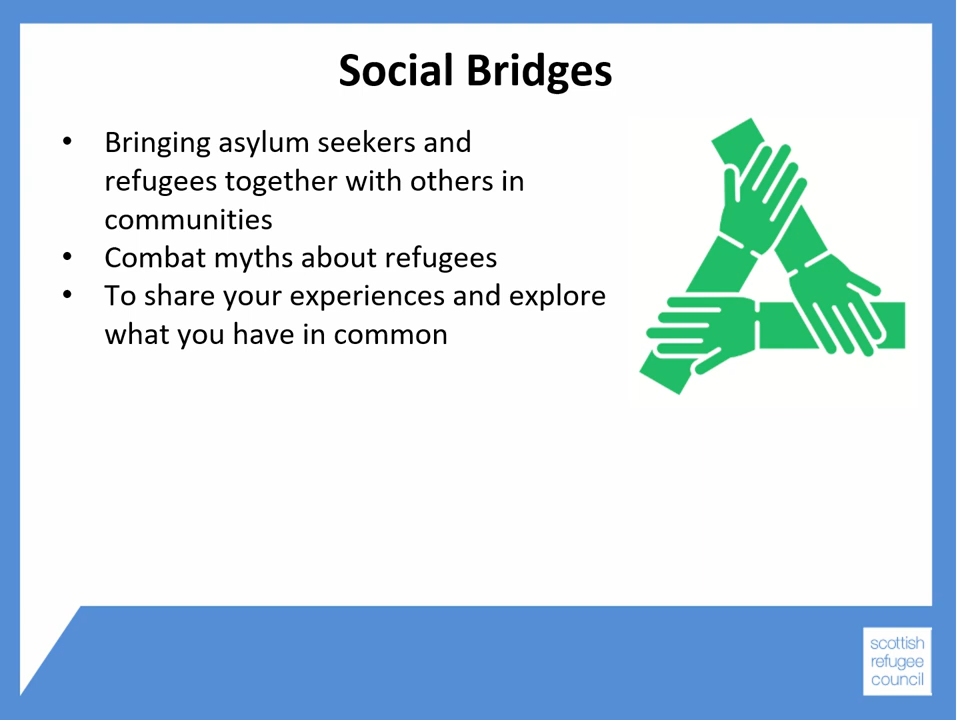 Social Bridges
• Bringing asylum seekers and
refugees together with others in
communities
• Combat myths about refugees
• To share your experiences and explore
what you have in common
scottish
refugee
council